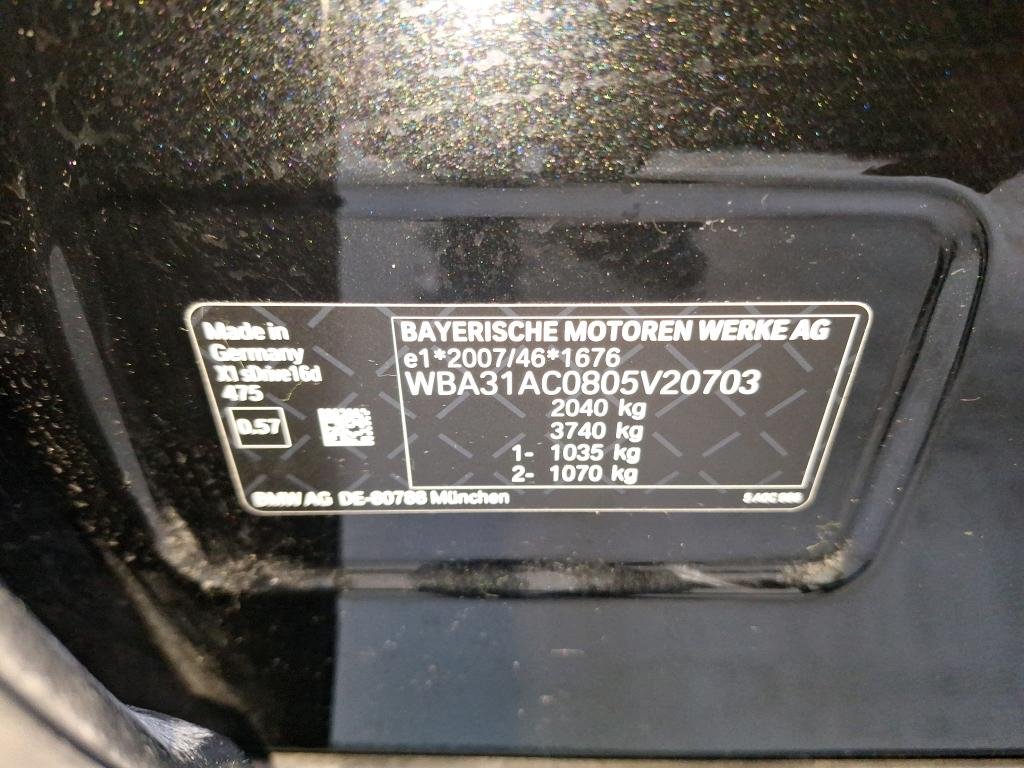 Made in
Germany
X1 sDrive16d
475
0.57
BAYERISCHE MOTOREN WERKE AG
e1*2007/46*1676
WBA31AC0805V20703
2040 kg
3740 kg
1- 1035 kg
2- 1070 kg
BMW AG DE-80788 München